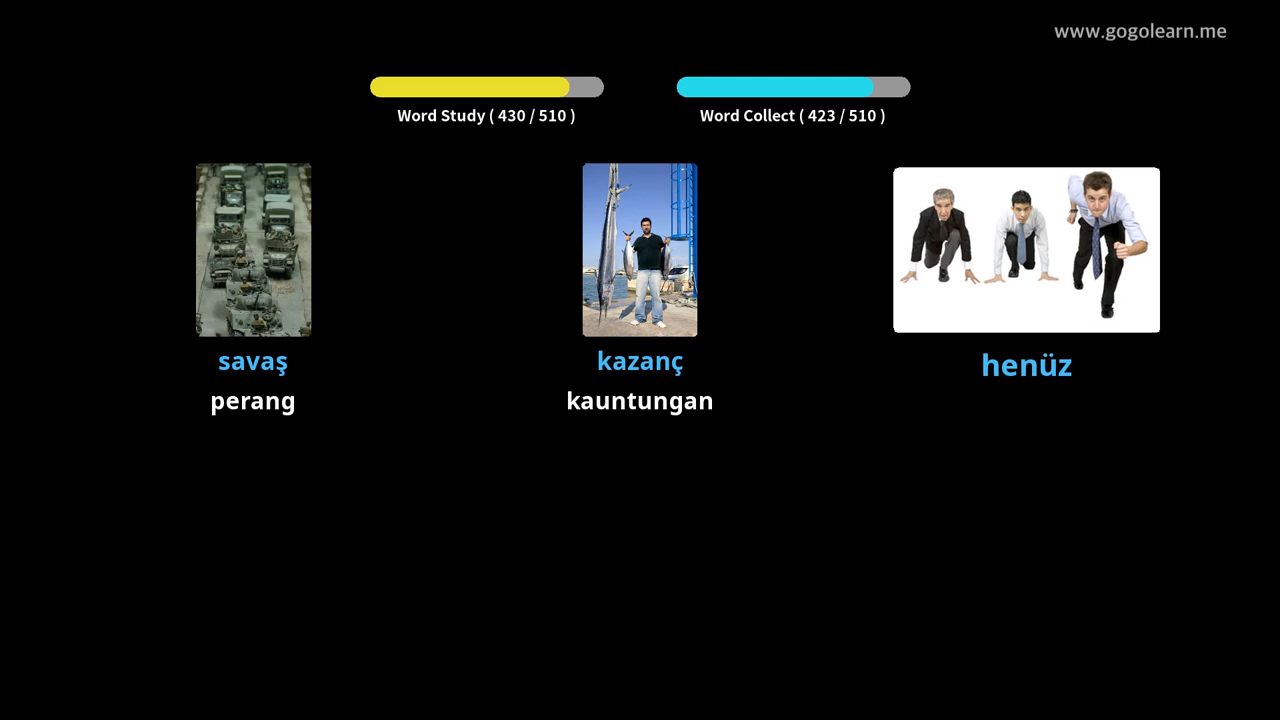 www.gogolearn.me
Word Study ( 430 / 510 )
Word Collect ( 423 / 510 )
savaş
perang
kazanç
kauntungan
henüz